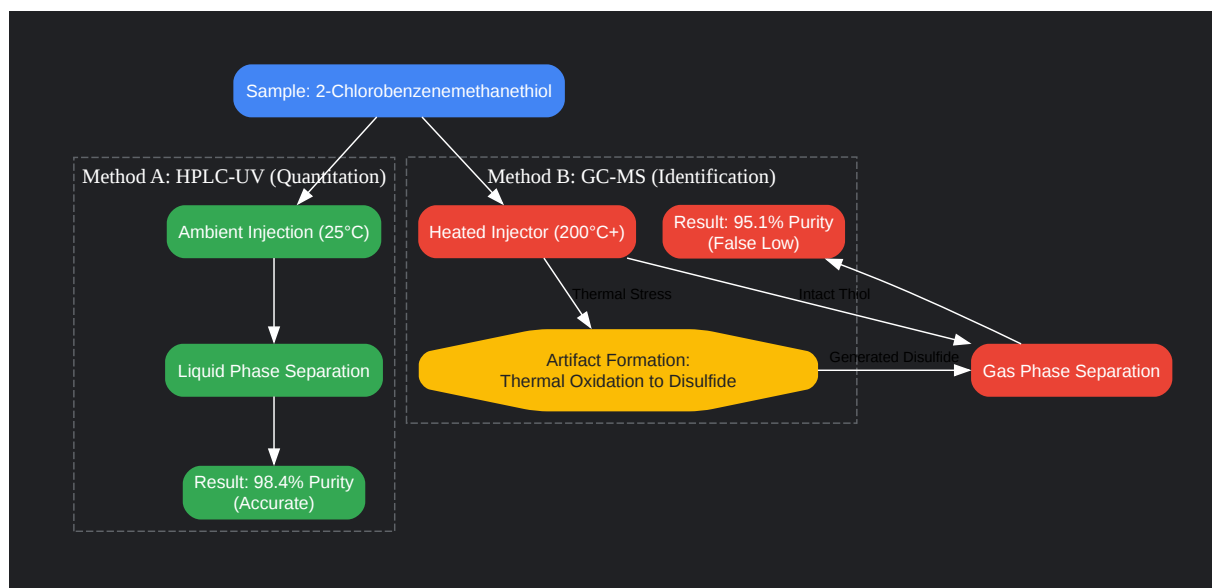 Sample: 2-Chlorobenzenemethanethiol
Method A: HPLC-UV (Quantitation)
Ambient Injection (25°C)
Liquid Phase Separation
Result: 98.4% Purity
(Accurate)
Method B: GC-MS (Identification)
Heated Injector (200°C+)
Result: 95.1% Purity
(False Low)
Thermal Stress
Intact Thiol
Artifact Formation:
Thermal Oxidation to Disulfide
Generated Disulfide
Gas Phase Separation